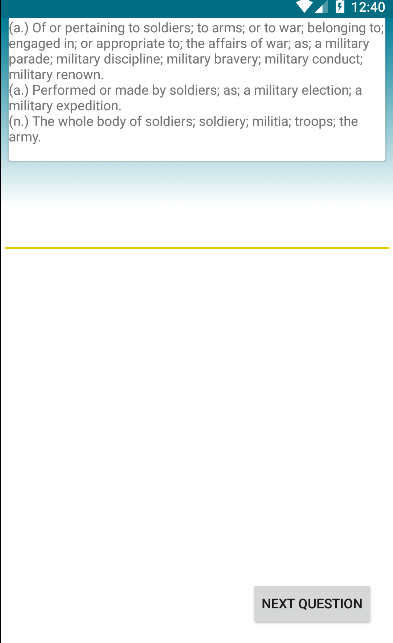 12:40
(a.) Of or pertaining to soldiers; to arms; or to war; belonging to;
engaged in; or appropriate to; the affairs of war; as; a military
parade; military discipline; military bravery; military conduct;
military renown.
(a.) Performed or made by soldiers; as; a military election; a
military expedition.
(n.) The whole body of soldiers; soldiery; militia; troops; the
army.
NEXT QUESTION